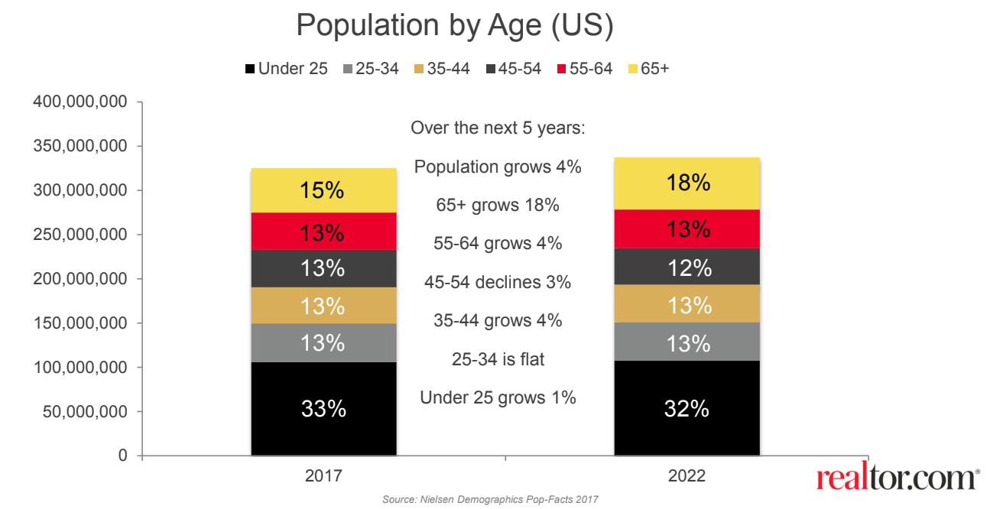 Population by Age (US)
Under 25 25-34 35-44 45-54 55-64 65+
400,000,000
350,000,000
300,000,000
250,000,000
200,000,000
150,000,000
100,000,000
50,000,000
0
15%
13%
13%
13%
13%
33%
Over the next 5 years:
Population grows 4%
65+ grows 18%
55-64 grows 4%
45-54 declines 3%
35-44 grows 4%
25-34 is flat
Under 25 grows 1%
18%
13%
12%
13%
13%
32%
2017 2022
realtor.com®
Source: Nielsen Demographics Pop-Facts 2017